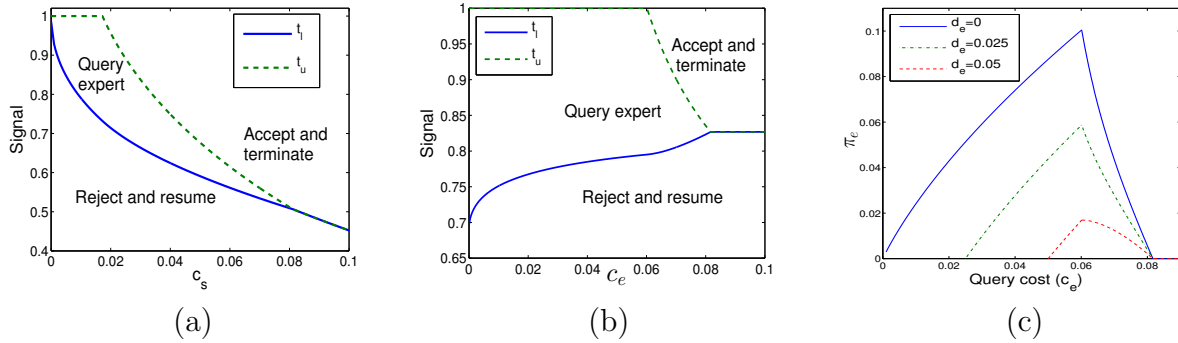 1
0.9
0.8
0.7
0.6
0.5
0.4
Signal
0
0.02
0.04
0.06
0.08
0.1
c_s
t_l
t_u
Query
expert
Accept and
terminate
Reject and resume
(a)
1
0.95
0.9
0.85
0.8
0.75
0.7
0.65
Signal
0
0.02
0.04
0.06
0.08
0.1
c_e
t_l
t_u
Accept and
terminate
Query expert
Reject and resume
(b)
0.1
0.08
0.06
0.04
0.02
0
π_e
0
0.02
0.04
0.06
0.08
Query cost (c_e)
d_e=0
d_e=0.025
d_e=0.05
(c)